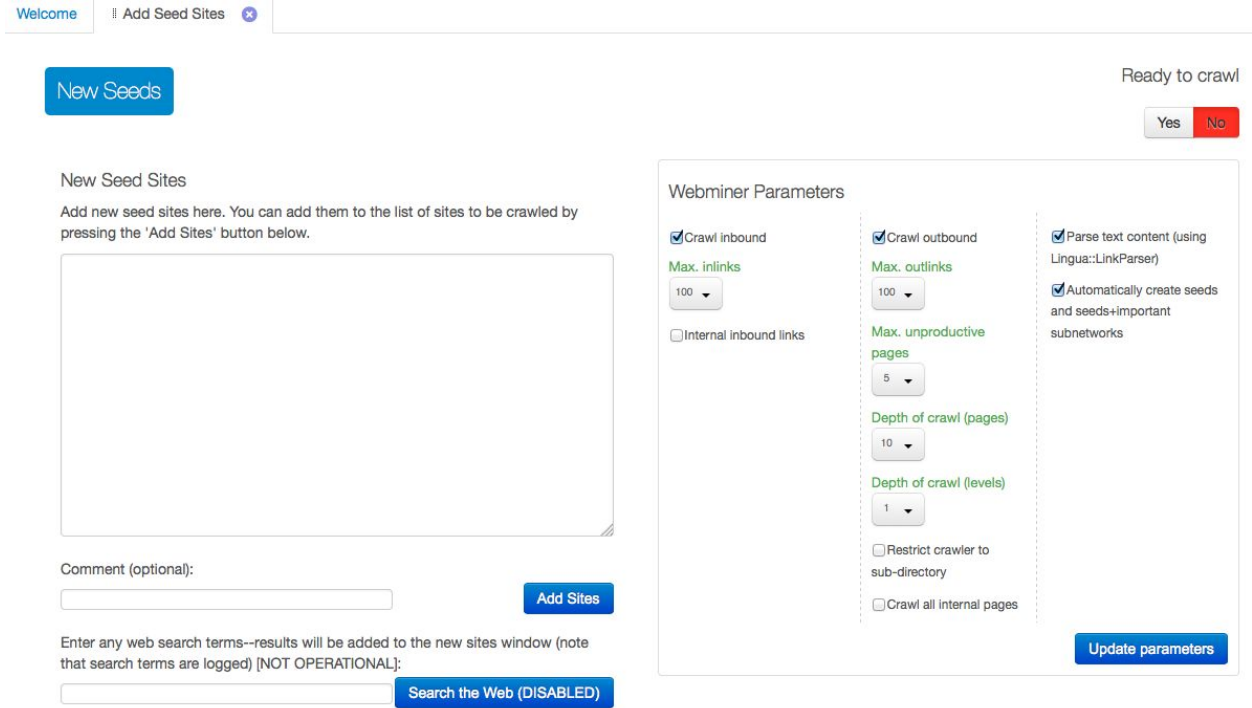 Welcome
Add Seed Sites
New Seeds
Ready to crawl
Yes No
New Seed Sites
Add new seed sites here. You can add them to the list of sites to be crawled by
pressing the 'Add Sites' button below.
Comment (optional):
Add Sites
Enter any web search terms--results will be added to the new sites window (note
that search terms are logged) [NOT OPERATIONAL]:
Search the Web (DISABLED)
Webminer Parameters
Crawl inbound
Max. inlinks
100
Internal inbound links
Crawl outbound
Max. outlinks
100
Max. unproductive
pages
5
Depth of crawl (pages)
10
Depth of crawl (levels)
1
Restrict crawler to
sub-directory
Crawl all internal pages
Parse text content (using
Lingua::LinkParser)
Automatically create seeds
and seeds+important
subnetworks
Update parameters